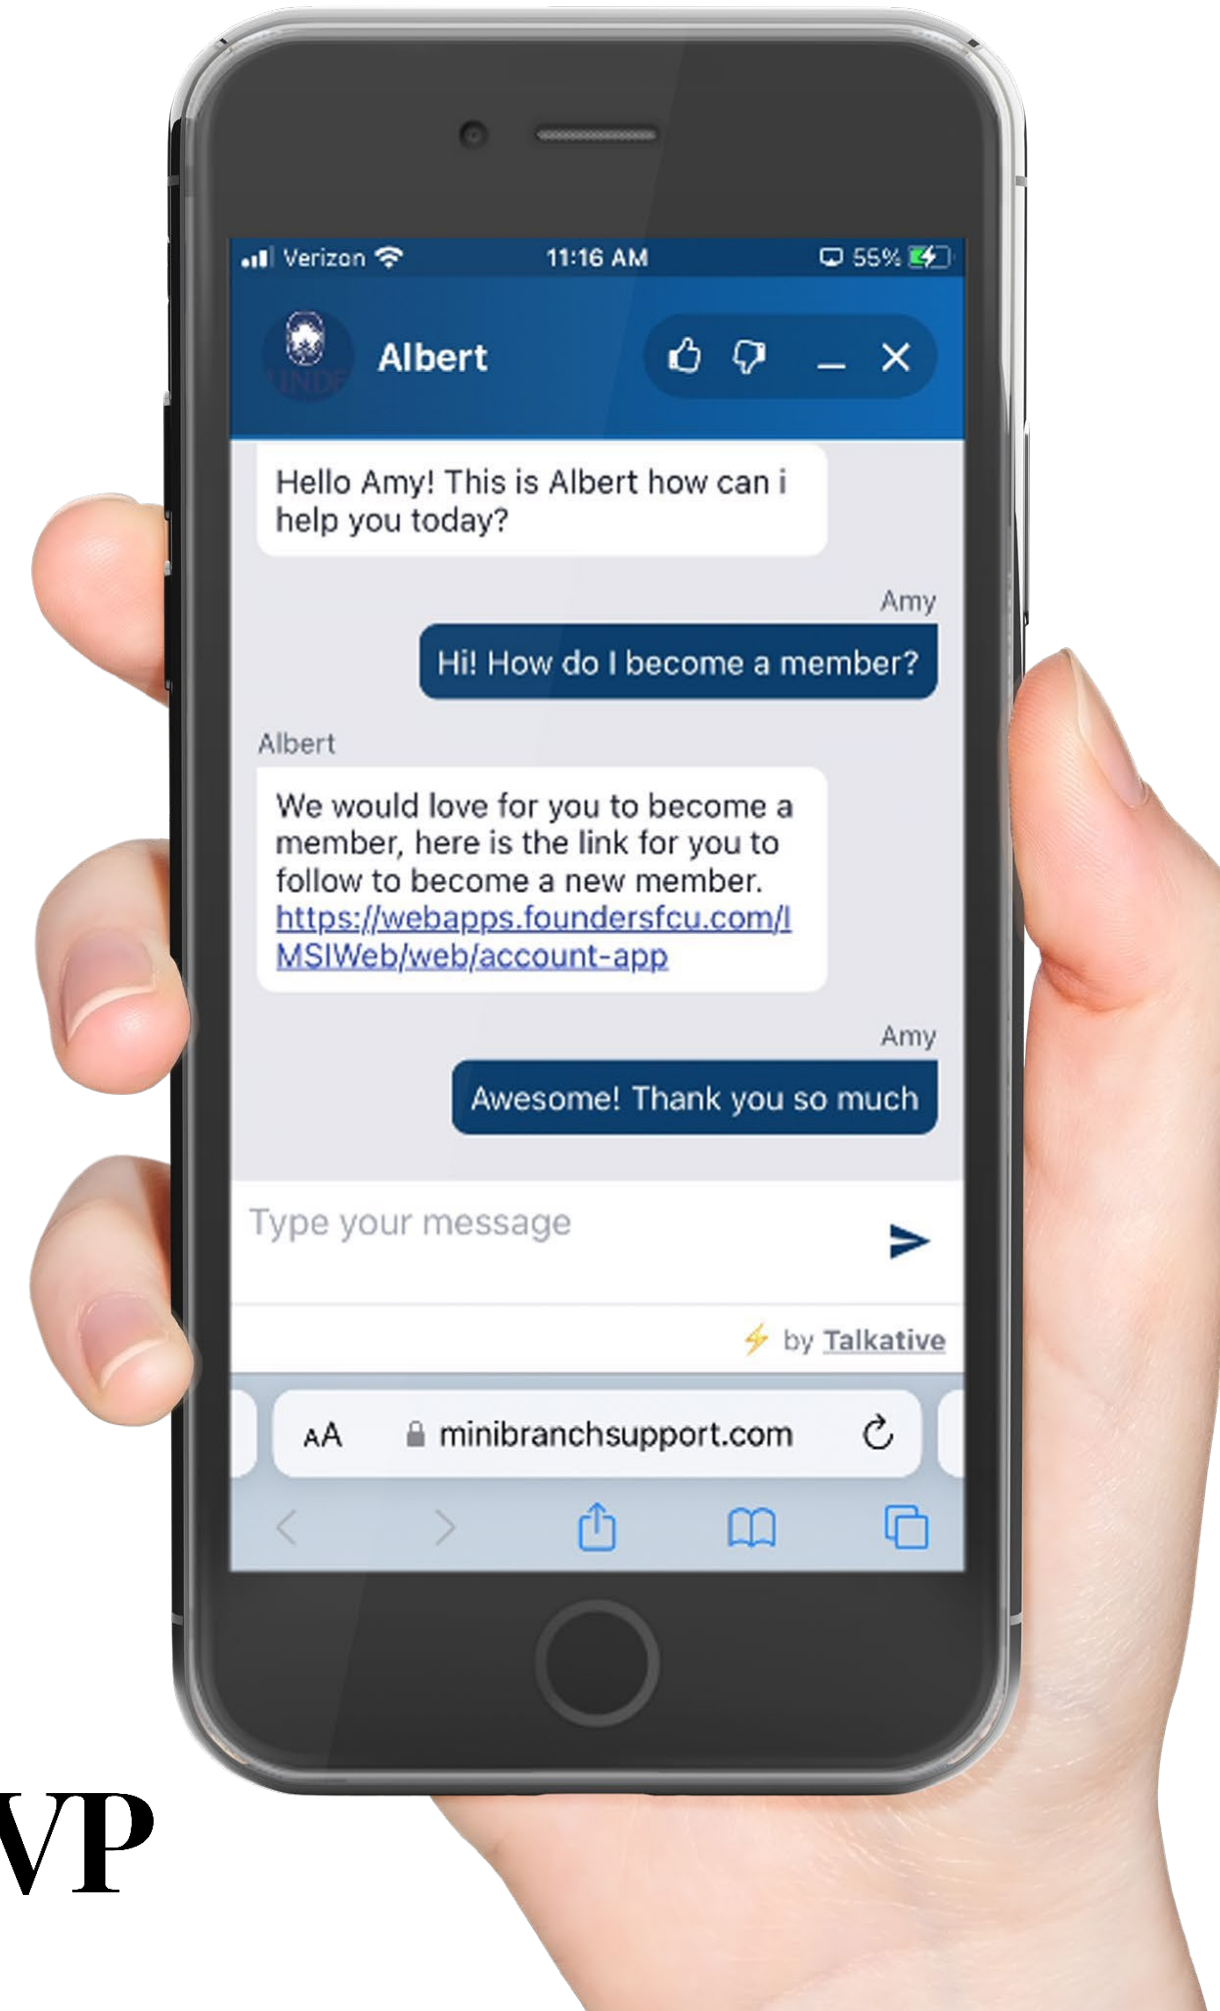 Verizon 11:16 AM 55%
Albert
Hello Amy! This is Albert how can i
help you today?
Amy
Hi! How do I become a member?
Albert
We would love for you to become a
member, here is the link for you to
follow to become a new member.
https://webapps.foundersfcu.com/I
MSIWeb/web/account-app
Amy
Awesome! Thank you so much
Type your message
by Talkative
AA minibranchsupport.com
VP